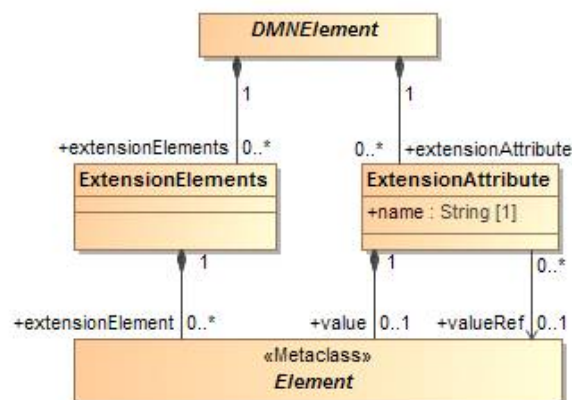 DMNElement
1
1
+extensionElements 0..*
0..* +extensionAttribute
ExtensionElements
ExtensionAttribute
+name : String [1]
1
1
0..*
+extensionElement 0..*
+value 0..1
+valueRef 0..1
«Metaclass»
Element